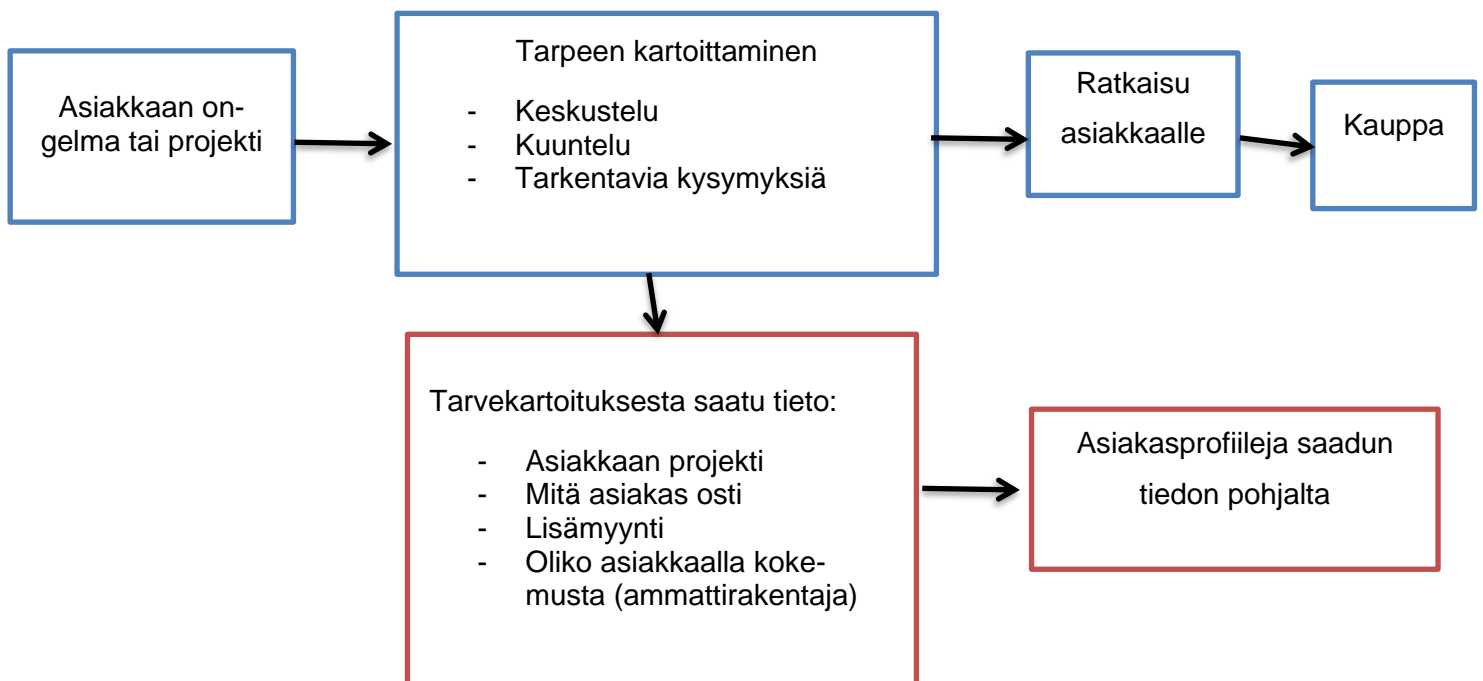 Asiakkaan on-
gelma tai projekti
Tarpeen kartoittaminen
- Keskustelu
- Kuuntelu
- Tarkentavia kysymyksiä
Ratkaisu
asiakkaalle
Kauppa
Tarvekartoituksesta saatu tieto:
- Asiakkaan projekti
- Mitä asiakas osti
- Lisämyynti
- Oliko asiakkaalla koke-
musta (ammattirakentaja)
Asiakasprofiileja saadun
tiedon pohjalta